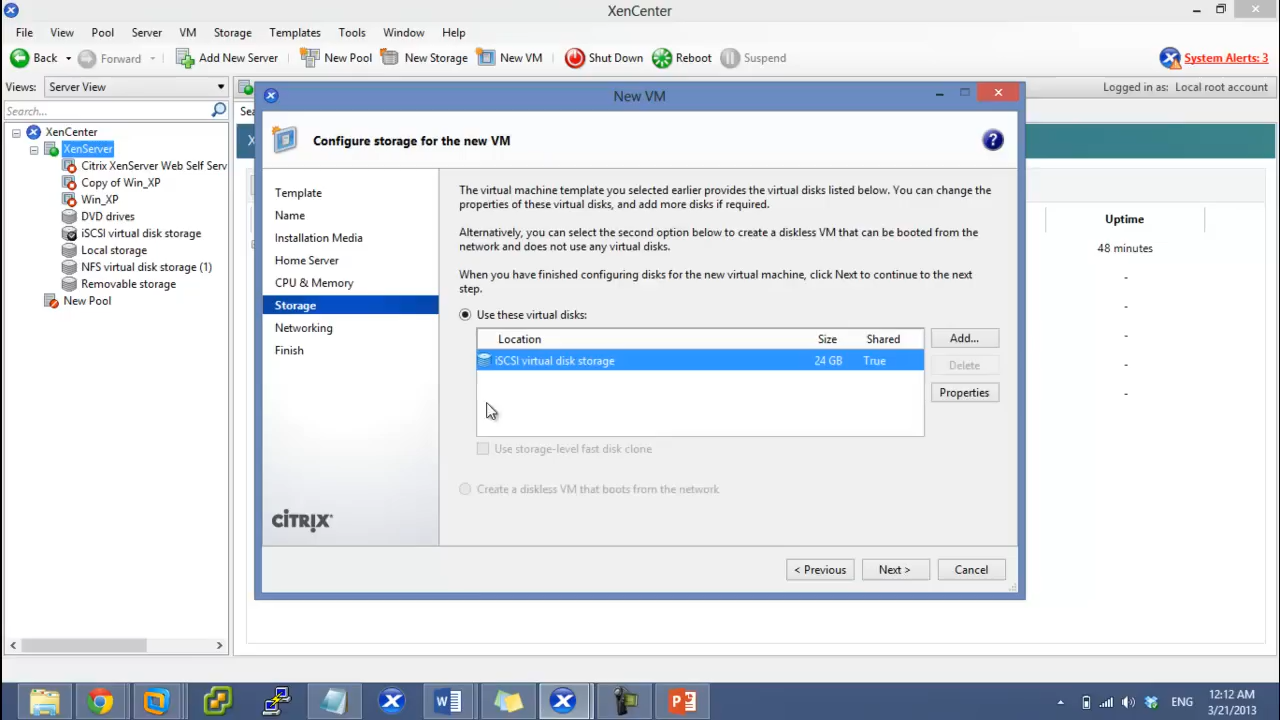 XenCenter
File View Pool Server VM Storage Templates Tools Window Help
Back Forward Add New Server New Pool New Storage New VM Shut Down Reboot Suspend System Alerts: 3
Views: Server View Logged in as: Local root account
Search...
XenCenter
XenServer
Citrix XenServer Web Self Serv
Copy of Win_XP
Win_XP
DVD drives
iSCSI virtual disk storage
Local storage
NFS virtual disk storage (1)
Removable storage
New Pool
Sea
X
Uptime
48 minutes
-
-
-
-
-
New VM
Configure storage for the new VM
?
Template
Name
Installation Media
Home Server
CPU & Memory
Storage
Networking
Finish
CİTRIX
The virtual machine template you selected earlier provides the virtual disks listed below. You can change the
properties of these virtual disks, and add more disks if required.
Alternatively, you can select the second option below to create a diskless VM that can be booted from the
network and does not use any virtual disks.
When you have finished configuring disks for the new virtual machine, click Next to continue to the next
step.
Use these virtual disks:
Location Size Shared
iSCSI virtual disk storage 24 GB True
Add...
Delete
Properties
Use storage-level fast disk clone
Create a diskless VM that boots from the network
< Previous Next > Cancel
ENG
12:12 AM
3/21/2013